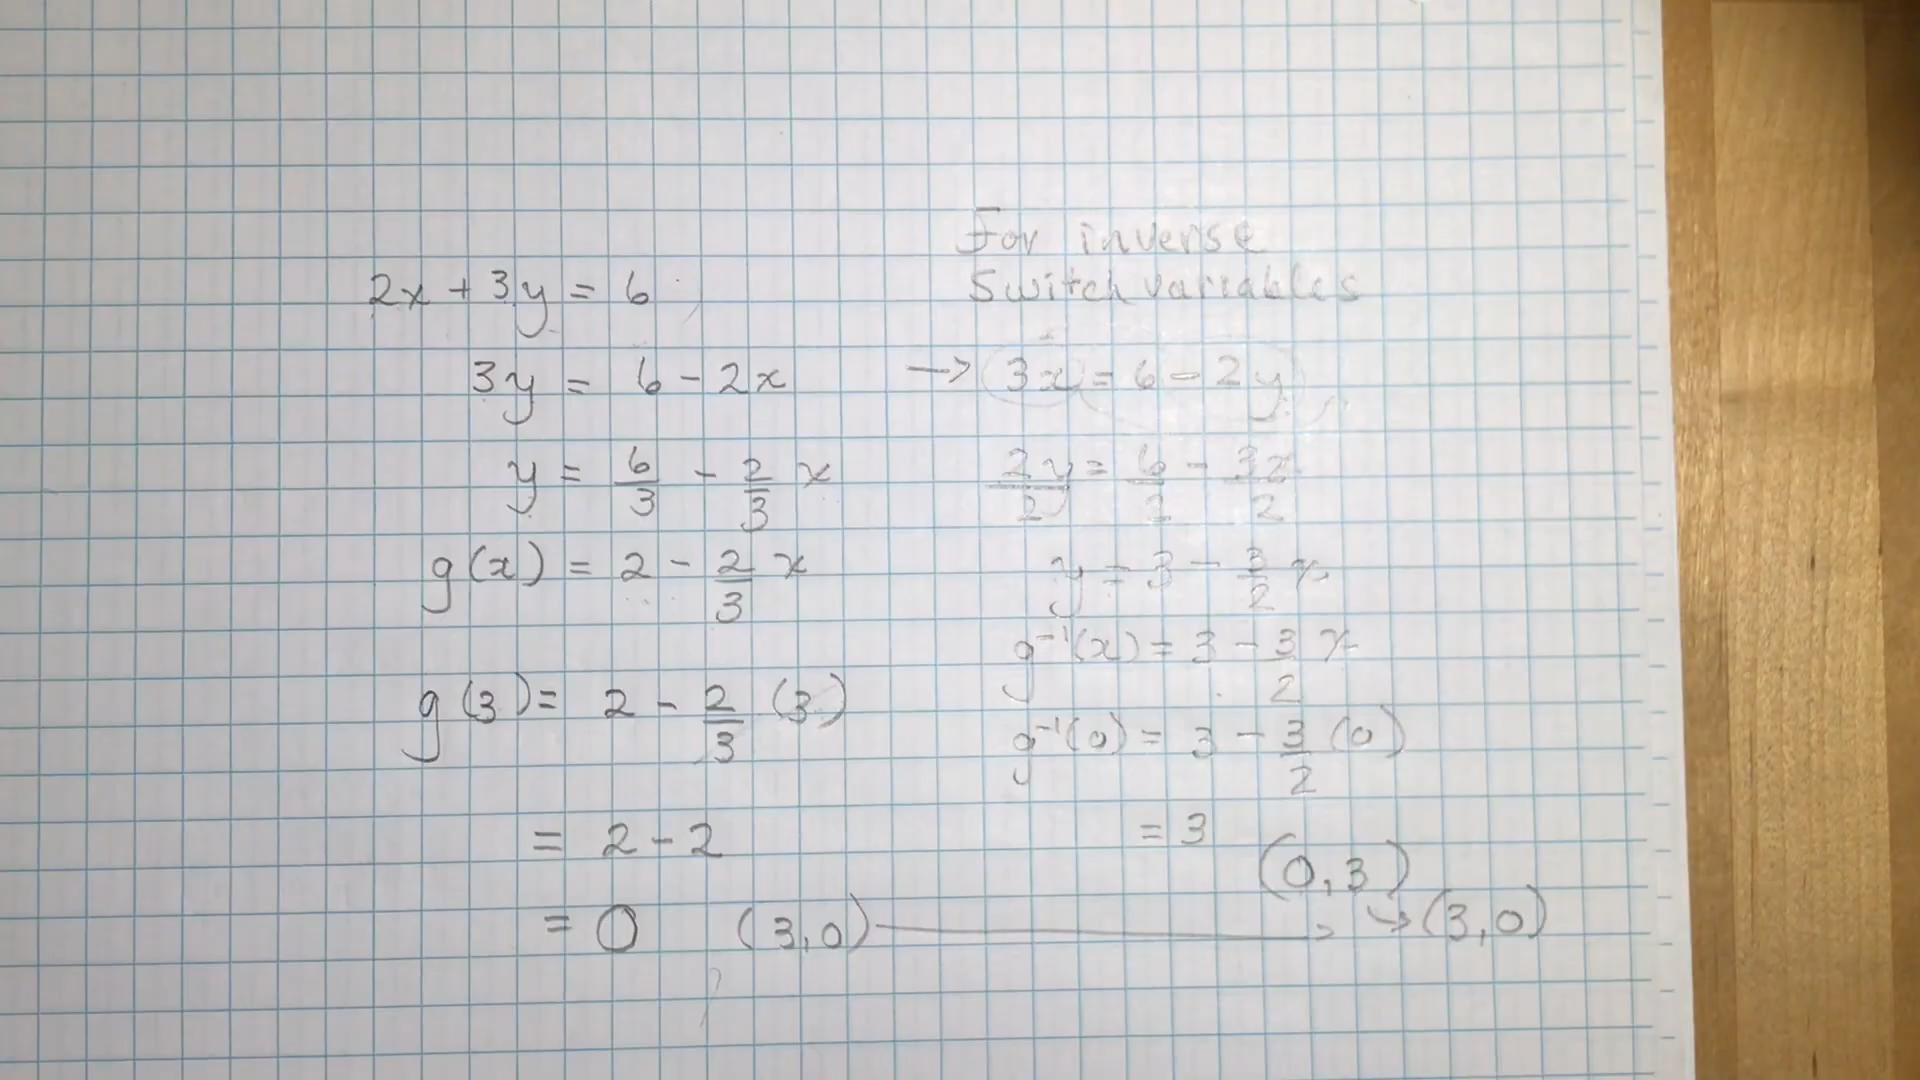 2x + 3y = 6
3y = 6 - 2x
y = 6/3 - 2/3 x
g(x) = 2 - 2/3 x
g(3) = 2 - 2/3 (3)
= 2 - 2
= 0 (3,0)
For inverse
Switch variables
→ 3x = 6 - 2y
2y/2 = 6/2 - 3x/2
y = 3 - 3/2 x
g⁻¹(x) = 3 - 3/2 x
g⁻¹(0) = 3 - 3/2 (0)
= 3
(0,3)
→ (3,0)